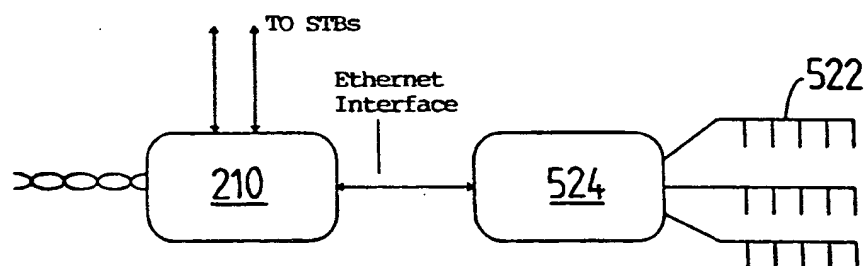 TO STBs
Ethernet
Interface
522
210
524